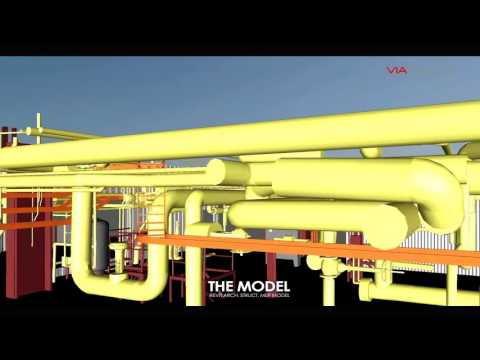 VIA
THE MODEL
REVIT ARCH, STRUCT, MEP MODEL